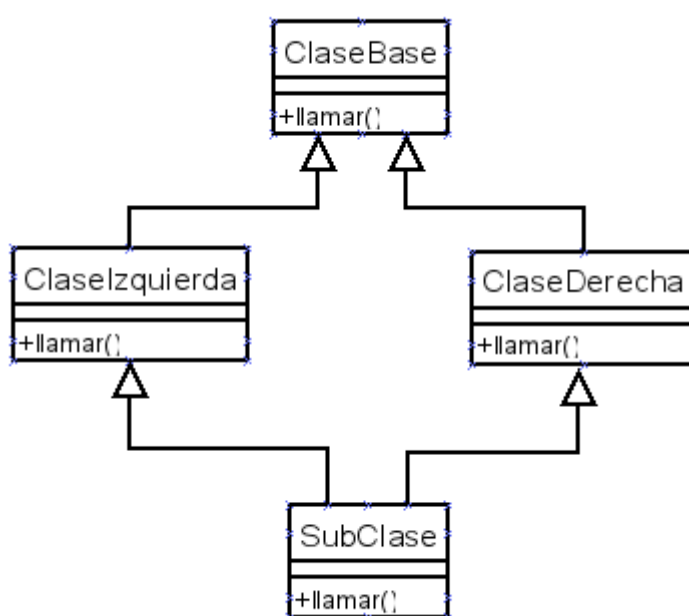 ClaseBase
+llamar()
ClaseIzquierda
+llamar()
ClaseDerecha
+llamar()
SubClase
+llamar()